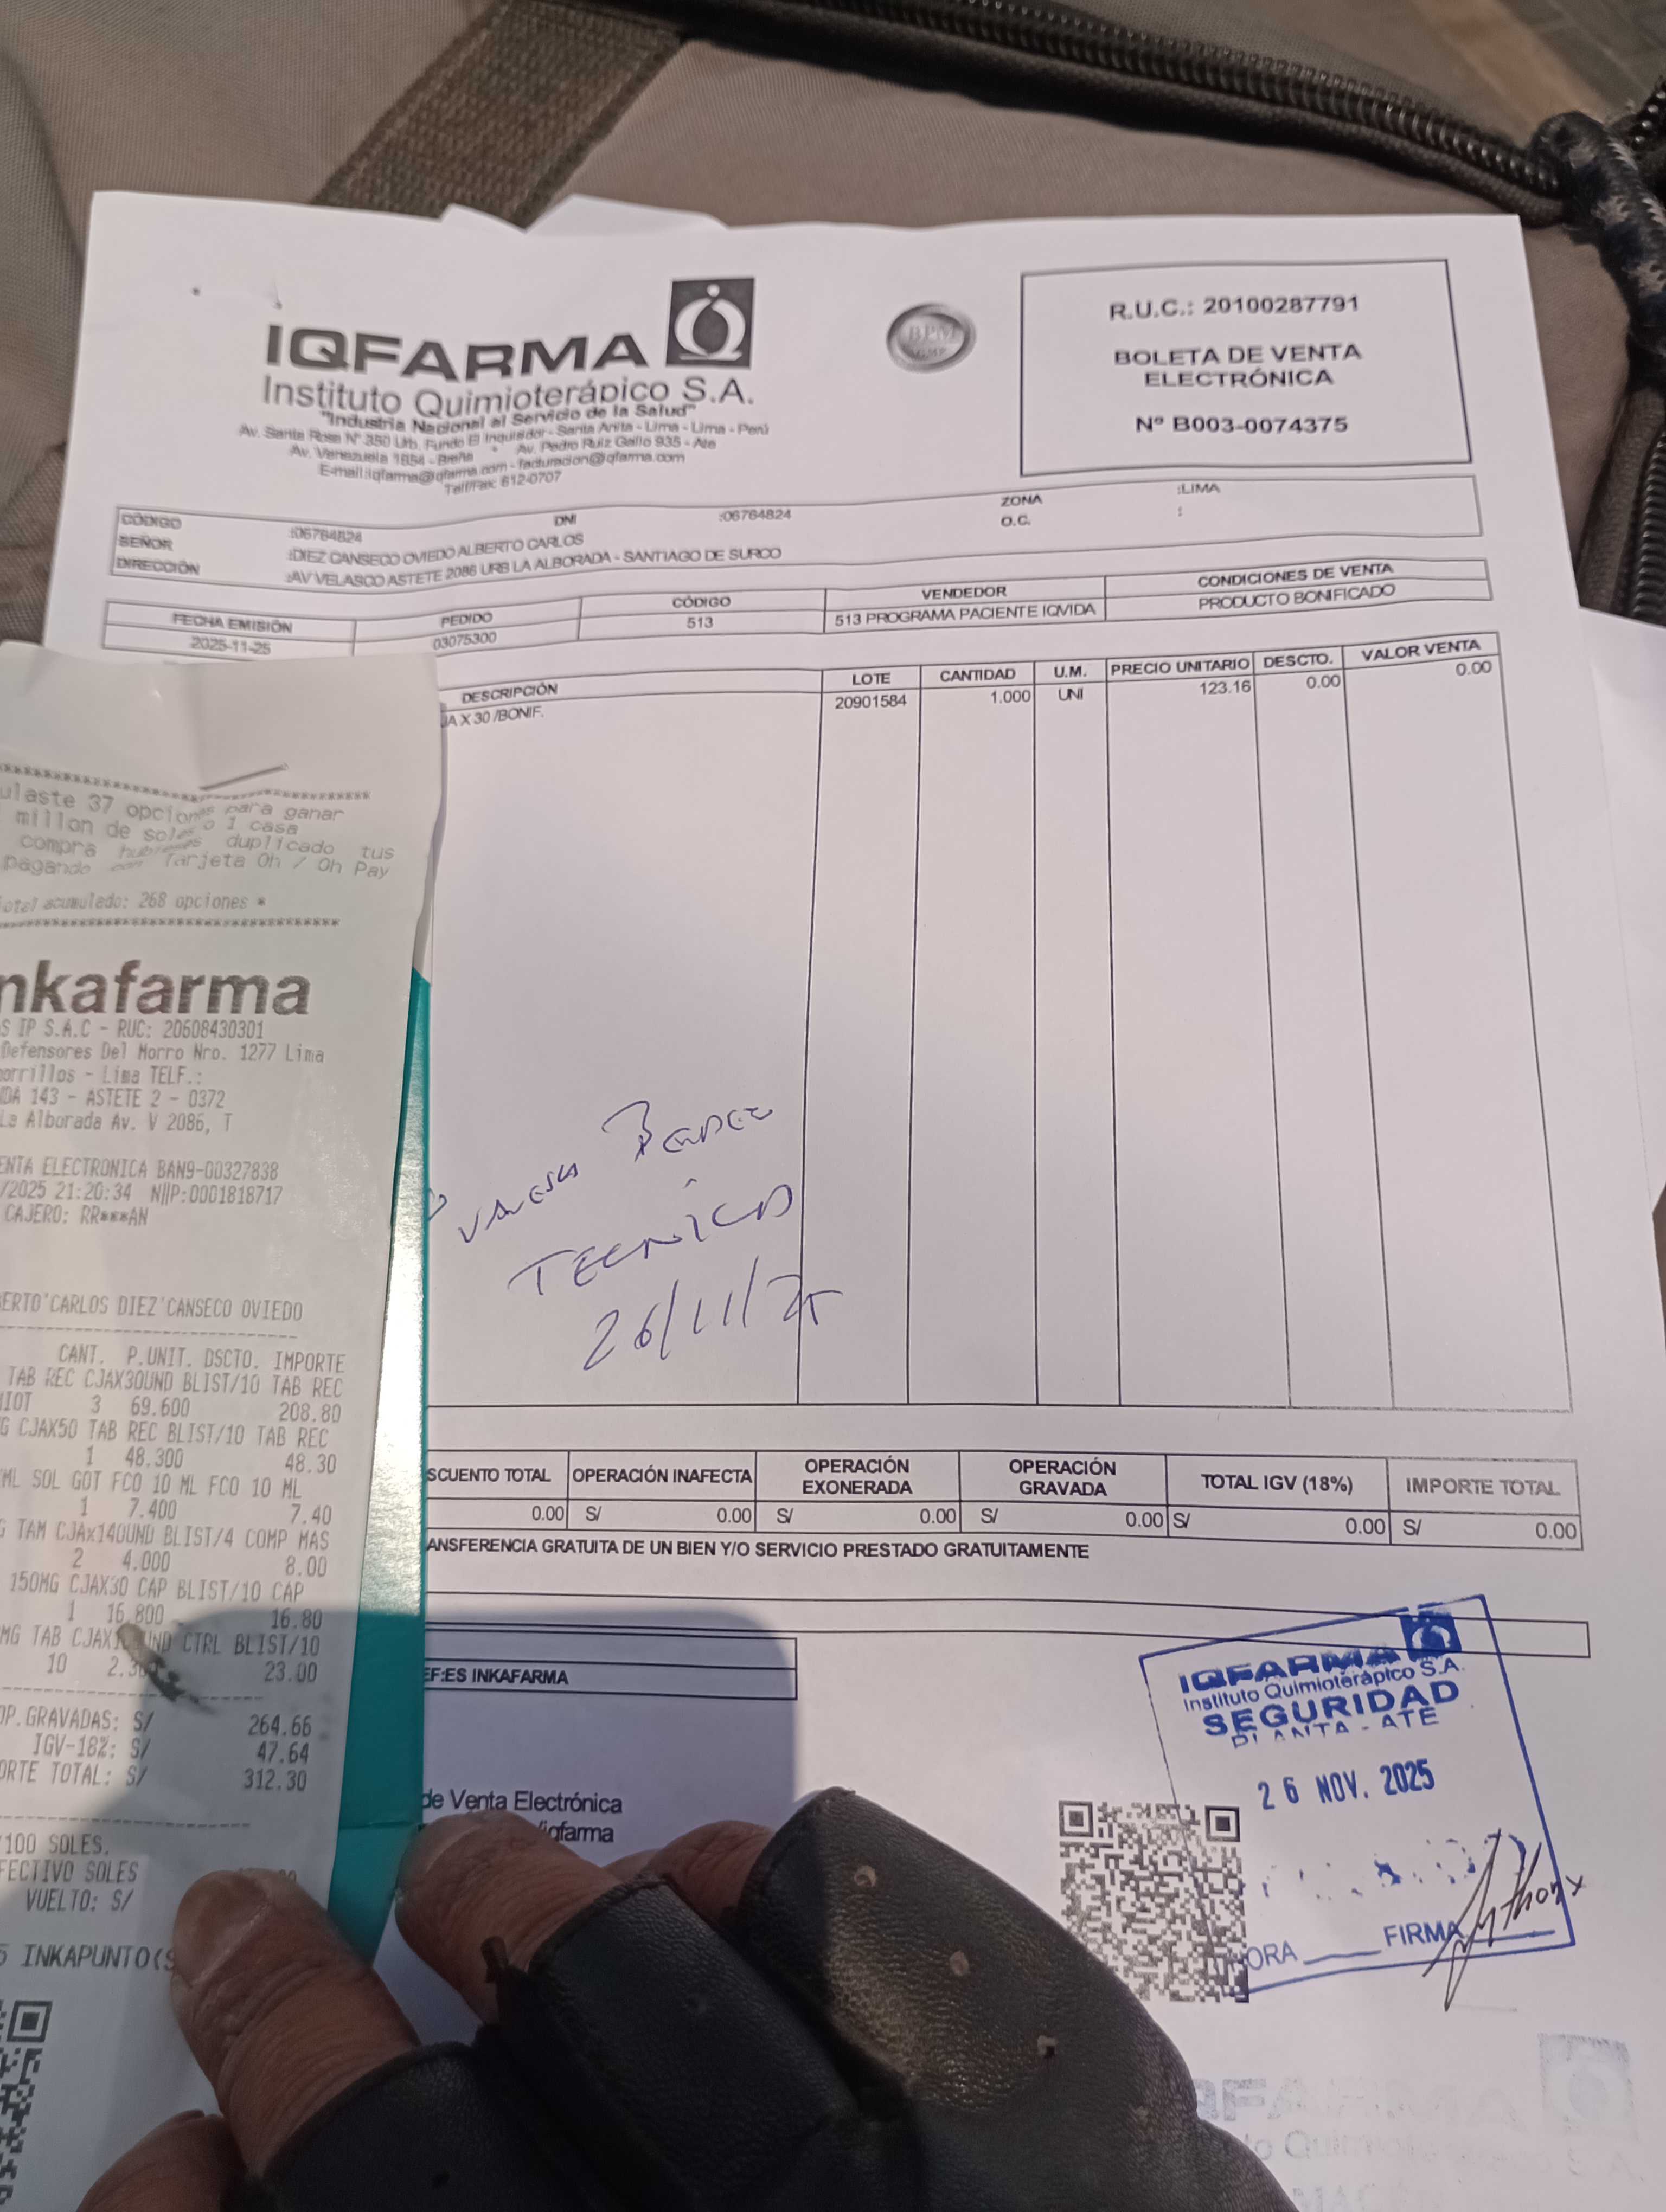 IQFARMA
Instituto Quimioterápico S.A.
"Industria Nacional al Servicio de la Salud"
Av. Santa Rosa N° 350 Urb. Fundo El Inquisidor - Santa Anita - Lima - Lima - Perú
Av. Venezuela 1854 - Breña * Av. Pedro Ruiz Gallo 935 - Ate
E-mail:iqfarma@iqfarma.com - facturacion@iqfarma.com
Telf/Fax: 612-0707
BPM
R.U.C.: 20100287791
BOLETA DE VENTA
ELECTRÓNICA
Nº B003-0074375
CÓDIGO :06764824 DNI :06764824 ZONA :LIMA
SEÑOR :DIEZ CANSECO OVIEDO ALBERTO CARLOS O.C. :
DIRECCIÓN :AV VELASCO ASTETE 2086 URB LA ALBORADA - SANTIAGO DE SURCO
FECHA EMISIÓN PEDIDO CÓDIGO VENDEDOR CONDICIONES DE VENTA
2025-11-25 03075300 513 513 PROGRAMA PACIENTE IQVIDA PRODUCTO BONIFICADO
DESCRIPCIÓN LOTE CANTIDAD U.M. PRECIO UNITARIO DESCTO. VALOR VENTA
JA X 30 /BONIF. 20901584 1.000 UNI 123.16 0.00 0.00
TECNICA
26/11/25
SCUENTO TOTAL OPERACIÓN INAFECTA OPERACIÓN EXONERADA OPERACIÓN GRAVADA TOTAL IGV (18%) IMPORTE TOTAL
0.00 S/ 0.00 S/ 0.00 S/ 0.00 S/ 0.00 S/ 0.00
ANSFERENCIA GRATUITA DE UN BIEN Y/O SERVICIO PRESTADO GRATUITAMENTE
EF:ES INKAFARMA
de Venta Electrónica
/iqfarma
IQFARMA
Instituto Quimioterápico S.A.
SEGURIDAD
PLANTA - ATE
26 NOV. 2025
HORA FIRMA
Anthony
ulaste 37 opciones para ganar
millon de soles o 1 casa
compra hubieses duplicado tus
pagando con Tarjeta Oh / Oh Pay
otal acumulado: 268 opciones *
nkafarma
S IP S.A.C - RUC: 20608430301
Defensores Del Morro Nro. 1277 Lima
orrillos - Lima TELF.:
DA 143 - ASTETE 2 - 0372
La Alborada Av. V 2086, T
ENTA ELECTRONICA BAN9-00327838
/2025 21:20:34 N||P:0001818717
CAJERO: RR***AN
ERTO'CARLOS DIEZ'CANSECO OVIEDO
CANT. P.UNIT. DSCTO. IMPORTE
TAB REC CJAX30UND BLIST/10 TAB REC
3 69.600 208.80
G CJAX50 TAB REC BLIST/10 TAB REC
1 48.300 48.30
ML SOL GOT FCO 10 ML FCO 10 ML
1 7.400 7.40
G TAM CJAx140UND BLIST/4 COMP MAS
2 4.000 8.00
150MG CJAX30 CAP BLIST/10 CAP
1 16.800 16.80
MG TAB CJAX UND CTRL BLIST/10
10 23.00
OP.GRAVADAS: S/ 264.66
IGV-18%: S/ 47.64
ORTE TOTAL: S/ 312.30
/100 SOLES.
FECTIVO SOLES
VUELTO: S/
5 INKAPUNTO(S